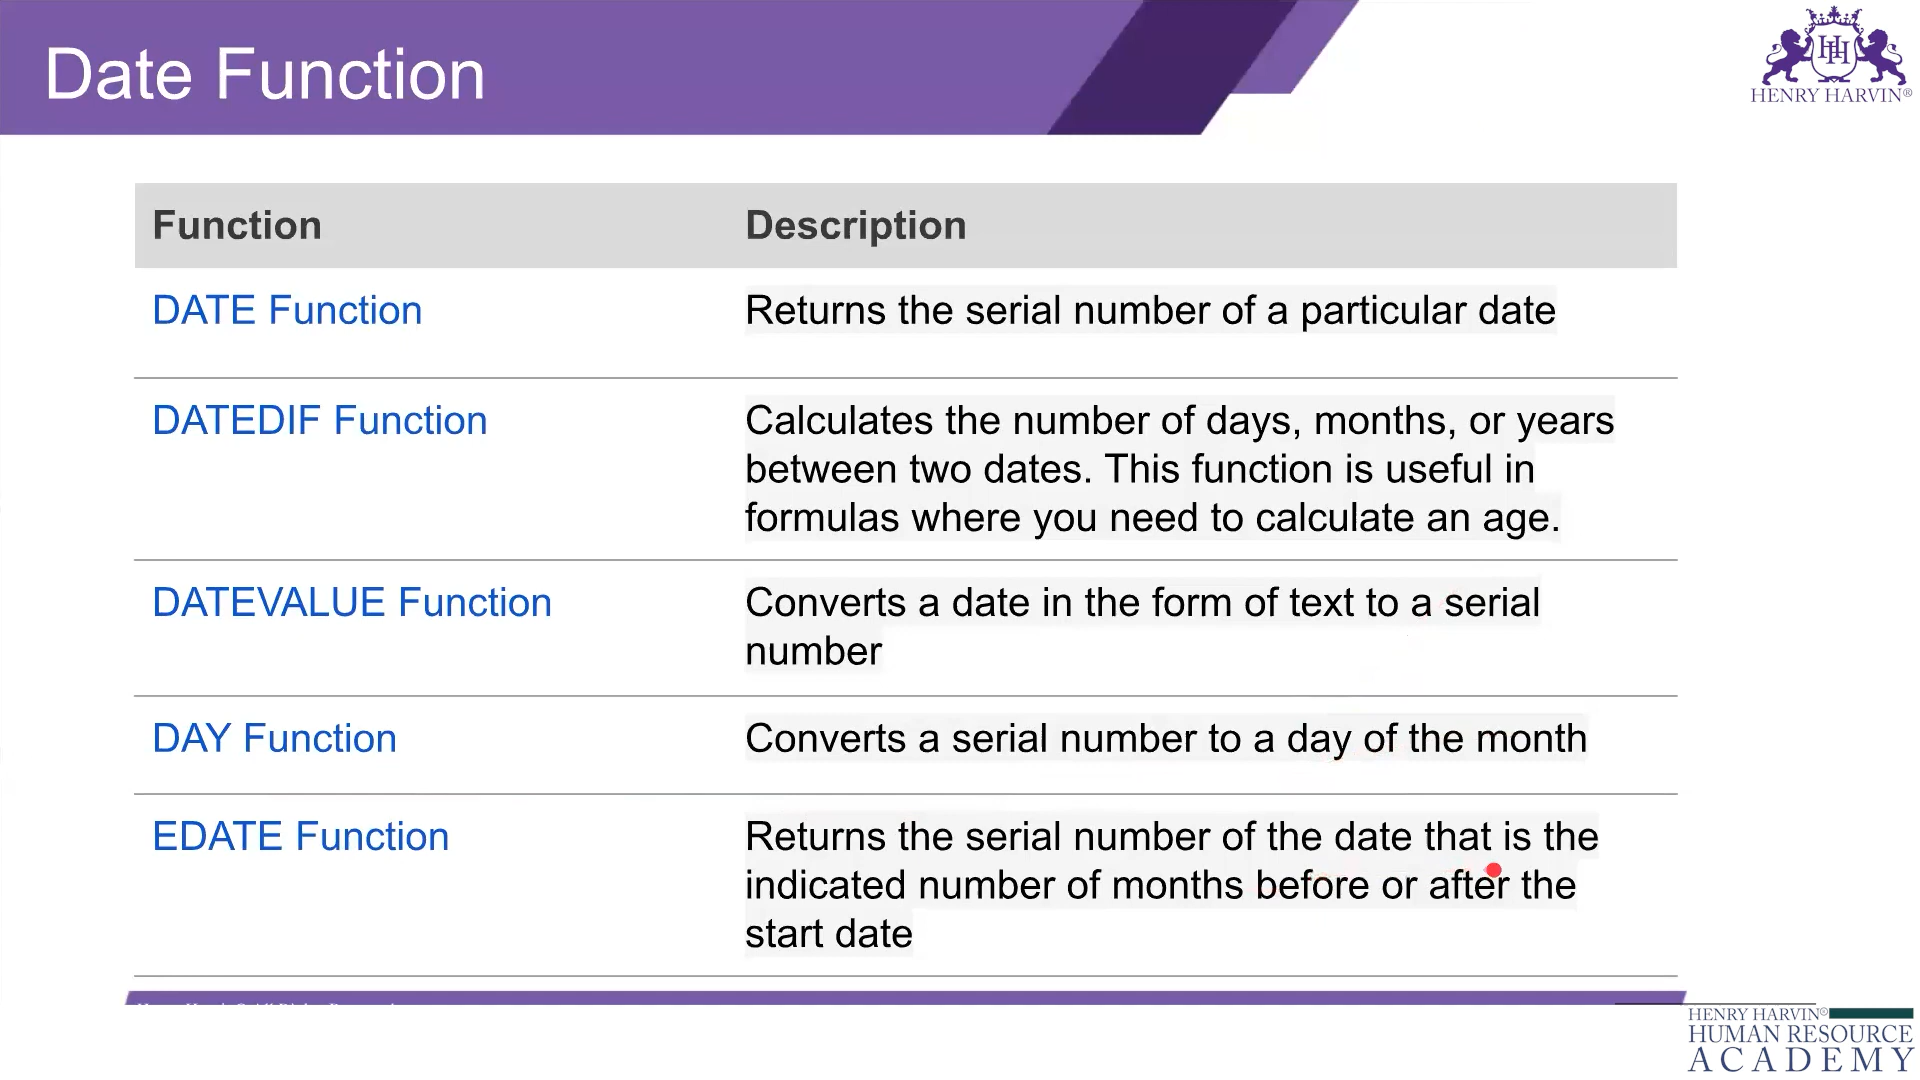 Date Function
HENRY HARVIN®
Function Description
DATE Function Returns the serial number of a particular date
DATEDIF Function Calculates the number of days, months, or years
between two dates. This function is useful in
formulas where you need to calculate an age.
DATEVALUE Function Converts a date in the form of text to a serial
number
DAY Function Converts a serial number to a day of the month
EDATE Function Returns the serial number of the date that is the
indicated number of months before or after the
start date
HENRY HARVIN®
HUMAN RESOURCE
ACADEMY